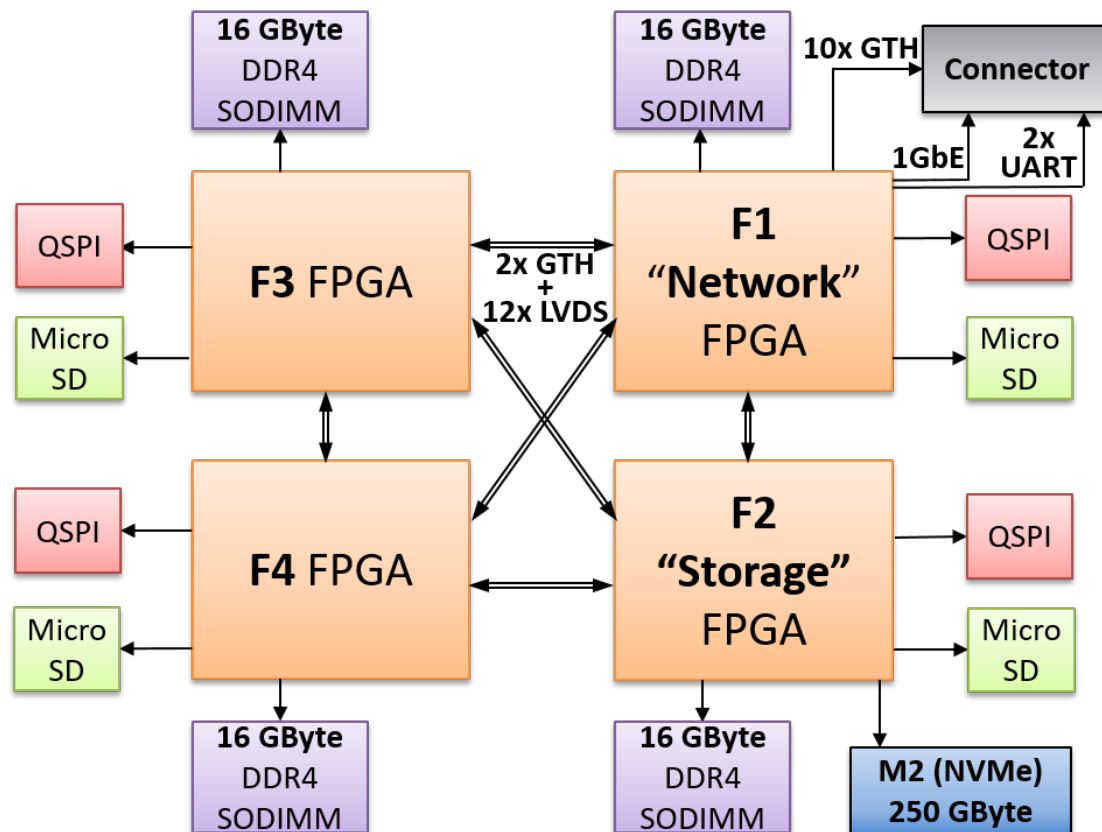 16 GByte
DDR4
SODIMM
16 GByte
DDR4
SODIMM
10x GTH
Connector
1GbE
2x
UART
QSPI
F3 FPGA
2x GTH
+
12x LVDS
F1
“Network”
FPGA
QSPI
Micro
SD
Micro
SD
QSPI
F4 FPGA
F2
“Storage”
FPGA
QSPI
Micro
SD
Micro
SD
16 GByte
DDR4
SODIMM
16 GByte
DDR4
SODIMM
M2 (NVMe)
250 GByte